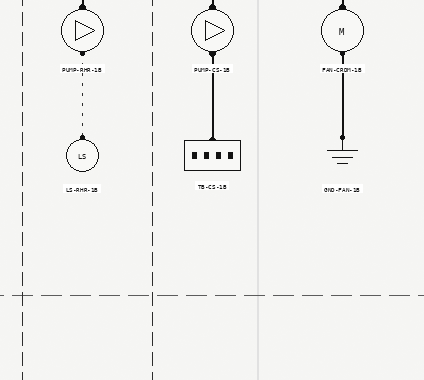 M
PUMP-RHR-1B
PUMP-CS-1B
FAN-CRDM-1B
LS
LS-RHR-1B
TB-CS-1B
GND-FAN-1B